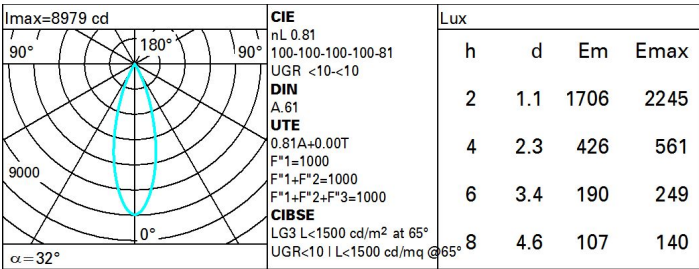 Imax=8979 cd
90°
180°
90°
9000
0°
α=32°
CIE
nL 0.81
100-100-100-100-81
UGR <10-<10
DIN
A.61
UTE
0.81A+0.00T
F"1=1000
F"1+F"2=1000
F"1+F"2+F"3=1000
CIBSE
LG3 L<1500 cd/m² at 65°
UGR<10 | L<1500 cd/mq @65°
Lux
h d Em Emax
2 1.1 1706 2245
4 2.3 426 561
6 3.4 190 249
8 4.6 107 140